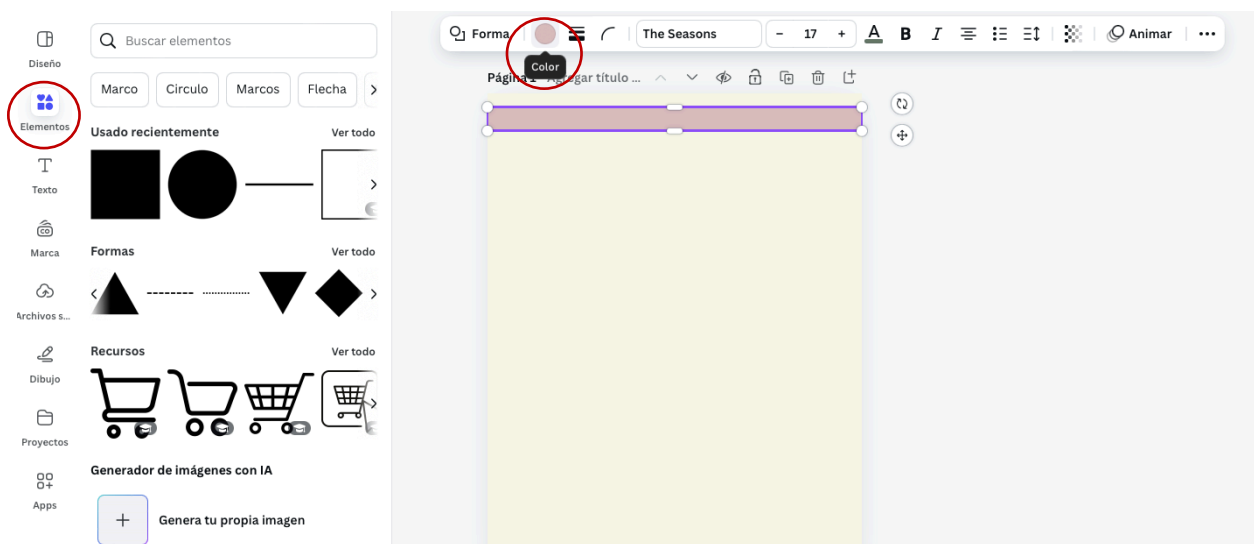 Diseño
Elementos
Texto
Marca
Archivos s...
Dibujo
Proyectos
Apps
Buscar elementos
Marco
Circulo
Marcos
Flecha
Usado recientemente
Ver todo
Formas
Ver todo
Recursos
Ver todo
Generador de imágenes con IA
Genera tu propia imagen
Forma
The Seasons
- 17 +
A
B
I
Animar
Color
Página 1
Agregar título ...